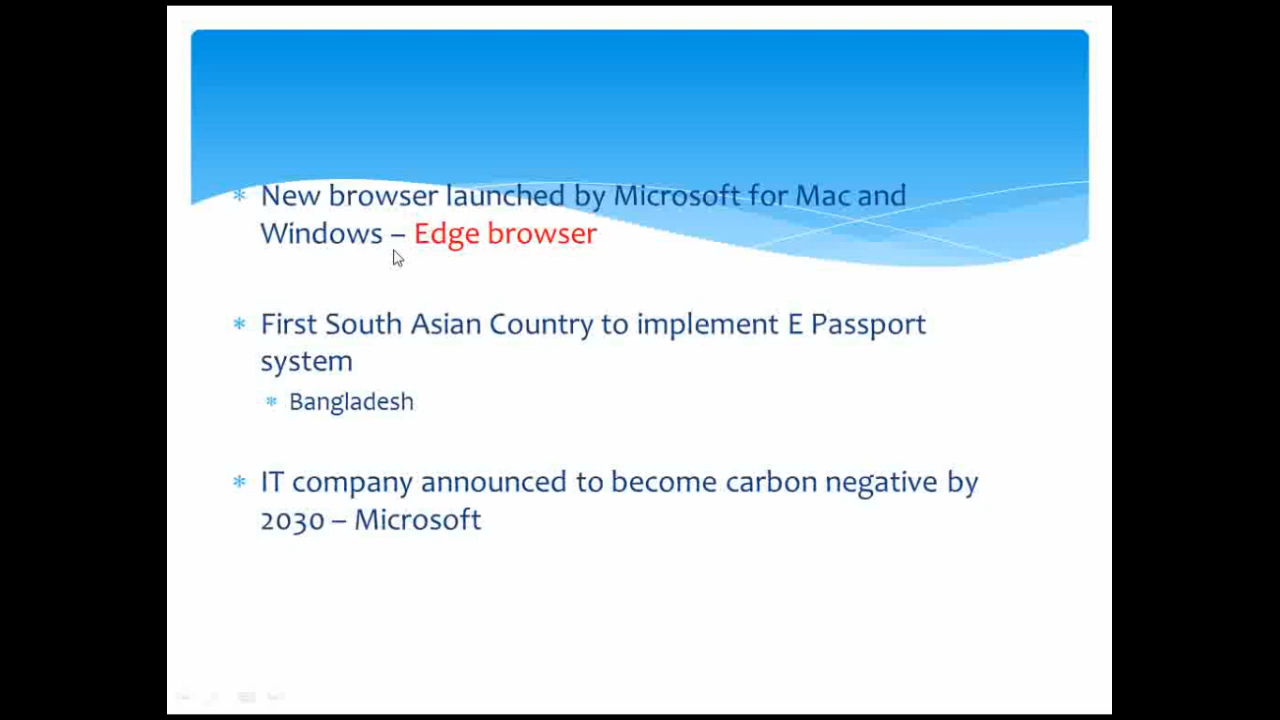 * New browser launched by Microsoft for Mac and
Windows – Edge browser
* First South Asian Country to implement E Passport
system
* Bangladesh
* IT company announced to become carbon negative by
2030 – Microsoft